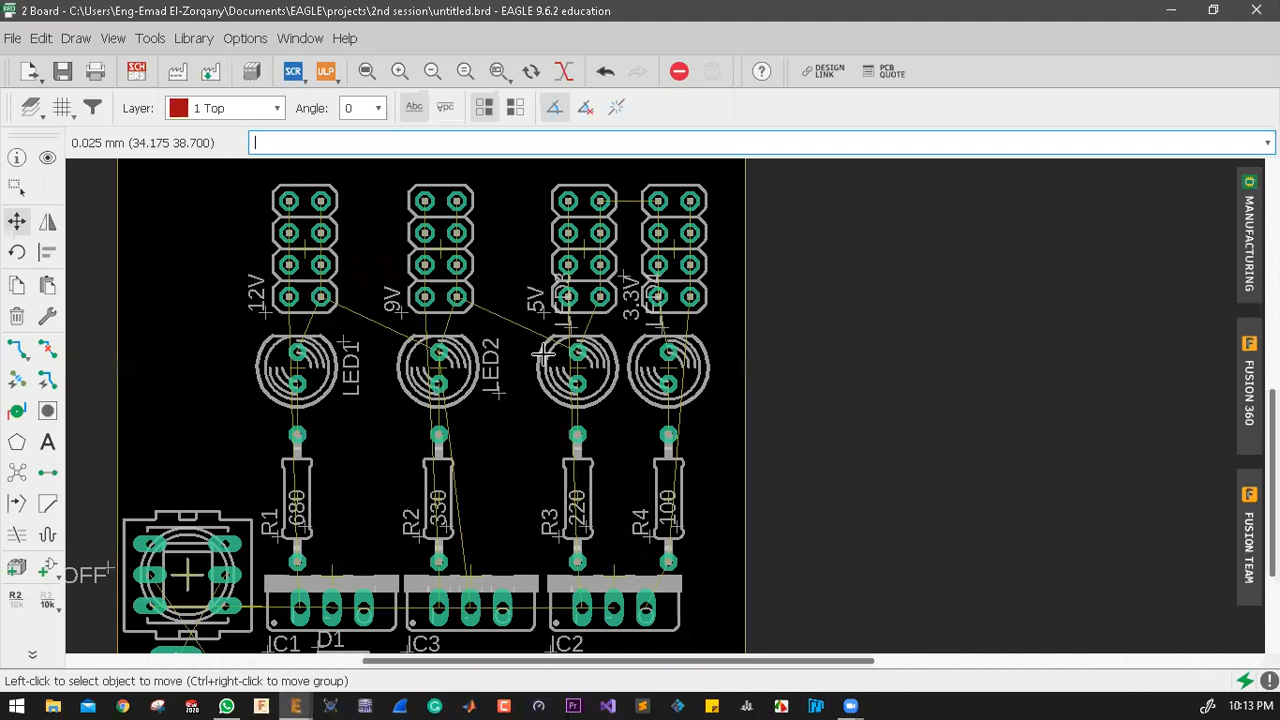 2 Board - C:\Users\Eng-Emad El-Zorqany\Documents\EAGLE\projects\2nd session\untitled.brd - EAGLE 9.6.2 education
File Edit Draw View Tools Library Options Window Help
SCH BRD SCR ULP DESIGN LINK PCB QUOTE
Layer: 1 Top Angle: 0 Abc
0.025 mm (34.175 38.700)
12V 9V 5V LED3 3.3V LED4
LED1 LED2
R1 680 R2 330 R3 220 R4 100
OFF
IC1 D1 IC3 IC2
R2 10k R2 10k
MANUFACTURING
FUSION 360
FUSION TEAM
Left-click to select object to move (Ctrl+right-click to move group)
10:13 PM